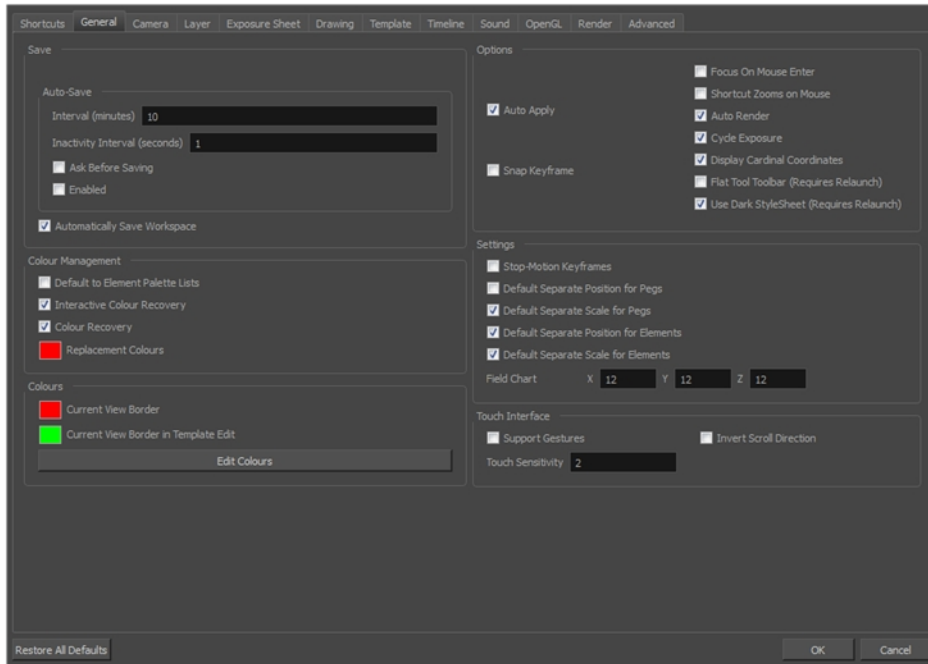 Shortcuts General Camera Layer Exposure Sheet Drawing Template Timeline Sound OpenGL Render Advanced
Save
Auto-Save
Interval (minutes) 10
Inactivity Interval (seconds) 1
Ask Before Saving
Enabled
Automatically Save Workspace
Colour Management
Default to Element Palette Lists
Interactive Colour Recovery
Colour Recovery
Replacement Colours
Colours
Current View Border
Current View Border in Template Edit
Edit Colours
Options
Auto Apply
Snap Keyframe
Focus On Mouse Enter
Shortcut Zooms on Mouse
Auto Render
Cycle Exposure
Display Cardinal Coordinates
Flat Tool Toolbar (Requires Relaunch)
Use Dark StyleSheet (Requires Relaunch)
Settings
Stop-Motion Keyframes
Default Separate Position for Pegs
Default Separate Scale for Pegs
Default Separate Position for Elements
Default Separate Scale for Elements
Field Chart X 12 Y 12 Z 12
Touch Interface
Support Gestures Invert Scroll Direction
Touch Sensitivity 2
Restore All Defaults OK Cancel